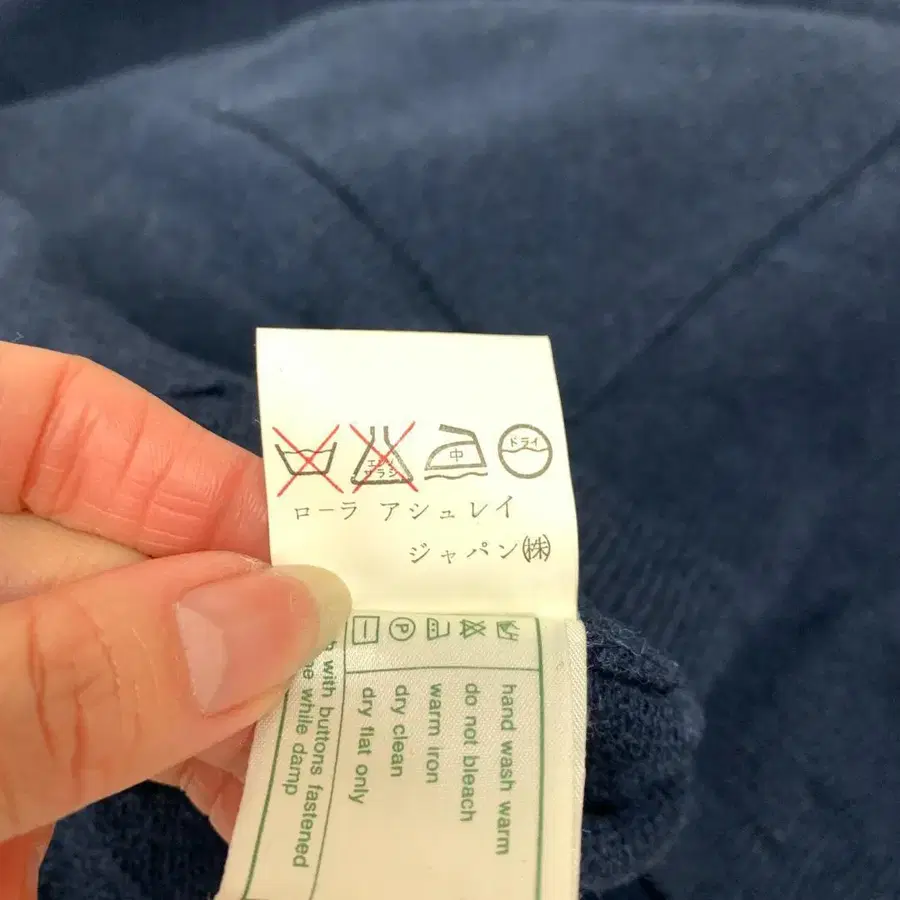 エンソ
サラシ
中
ドライ
ローラ アシュレイ
ジャパン㈱
P
hand wash warm
do not bleach
warm iron
dry clean
dry flat only
with buttons fastened
while damp